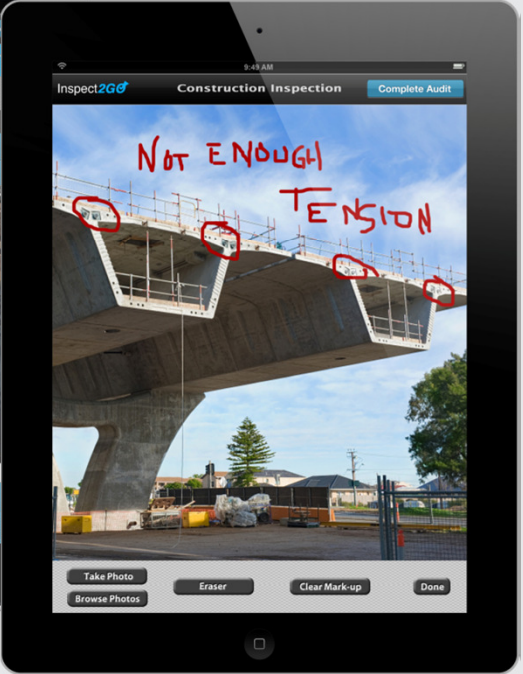 9:49 AM
Inspect2GO
Construction Inspection
Complete Audit
NOT ENOUGH
TENSION
Take Photo
Browse Photos
Eraser
Clear Mark-up
Done